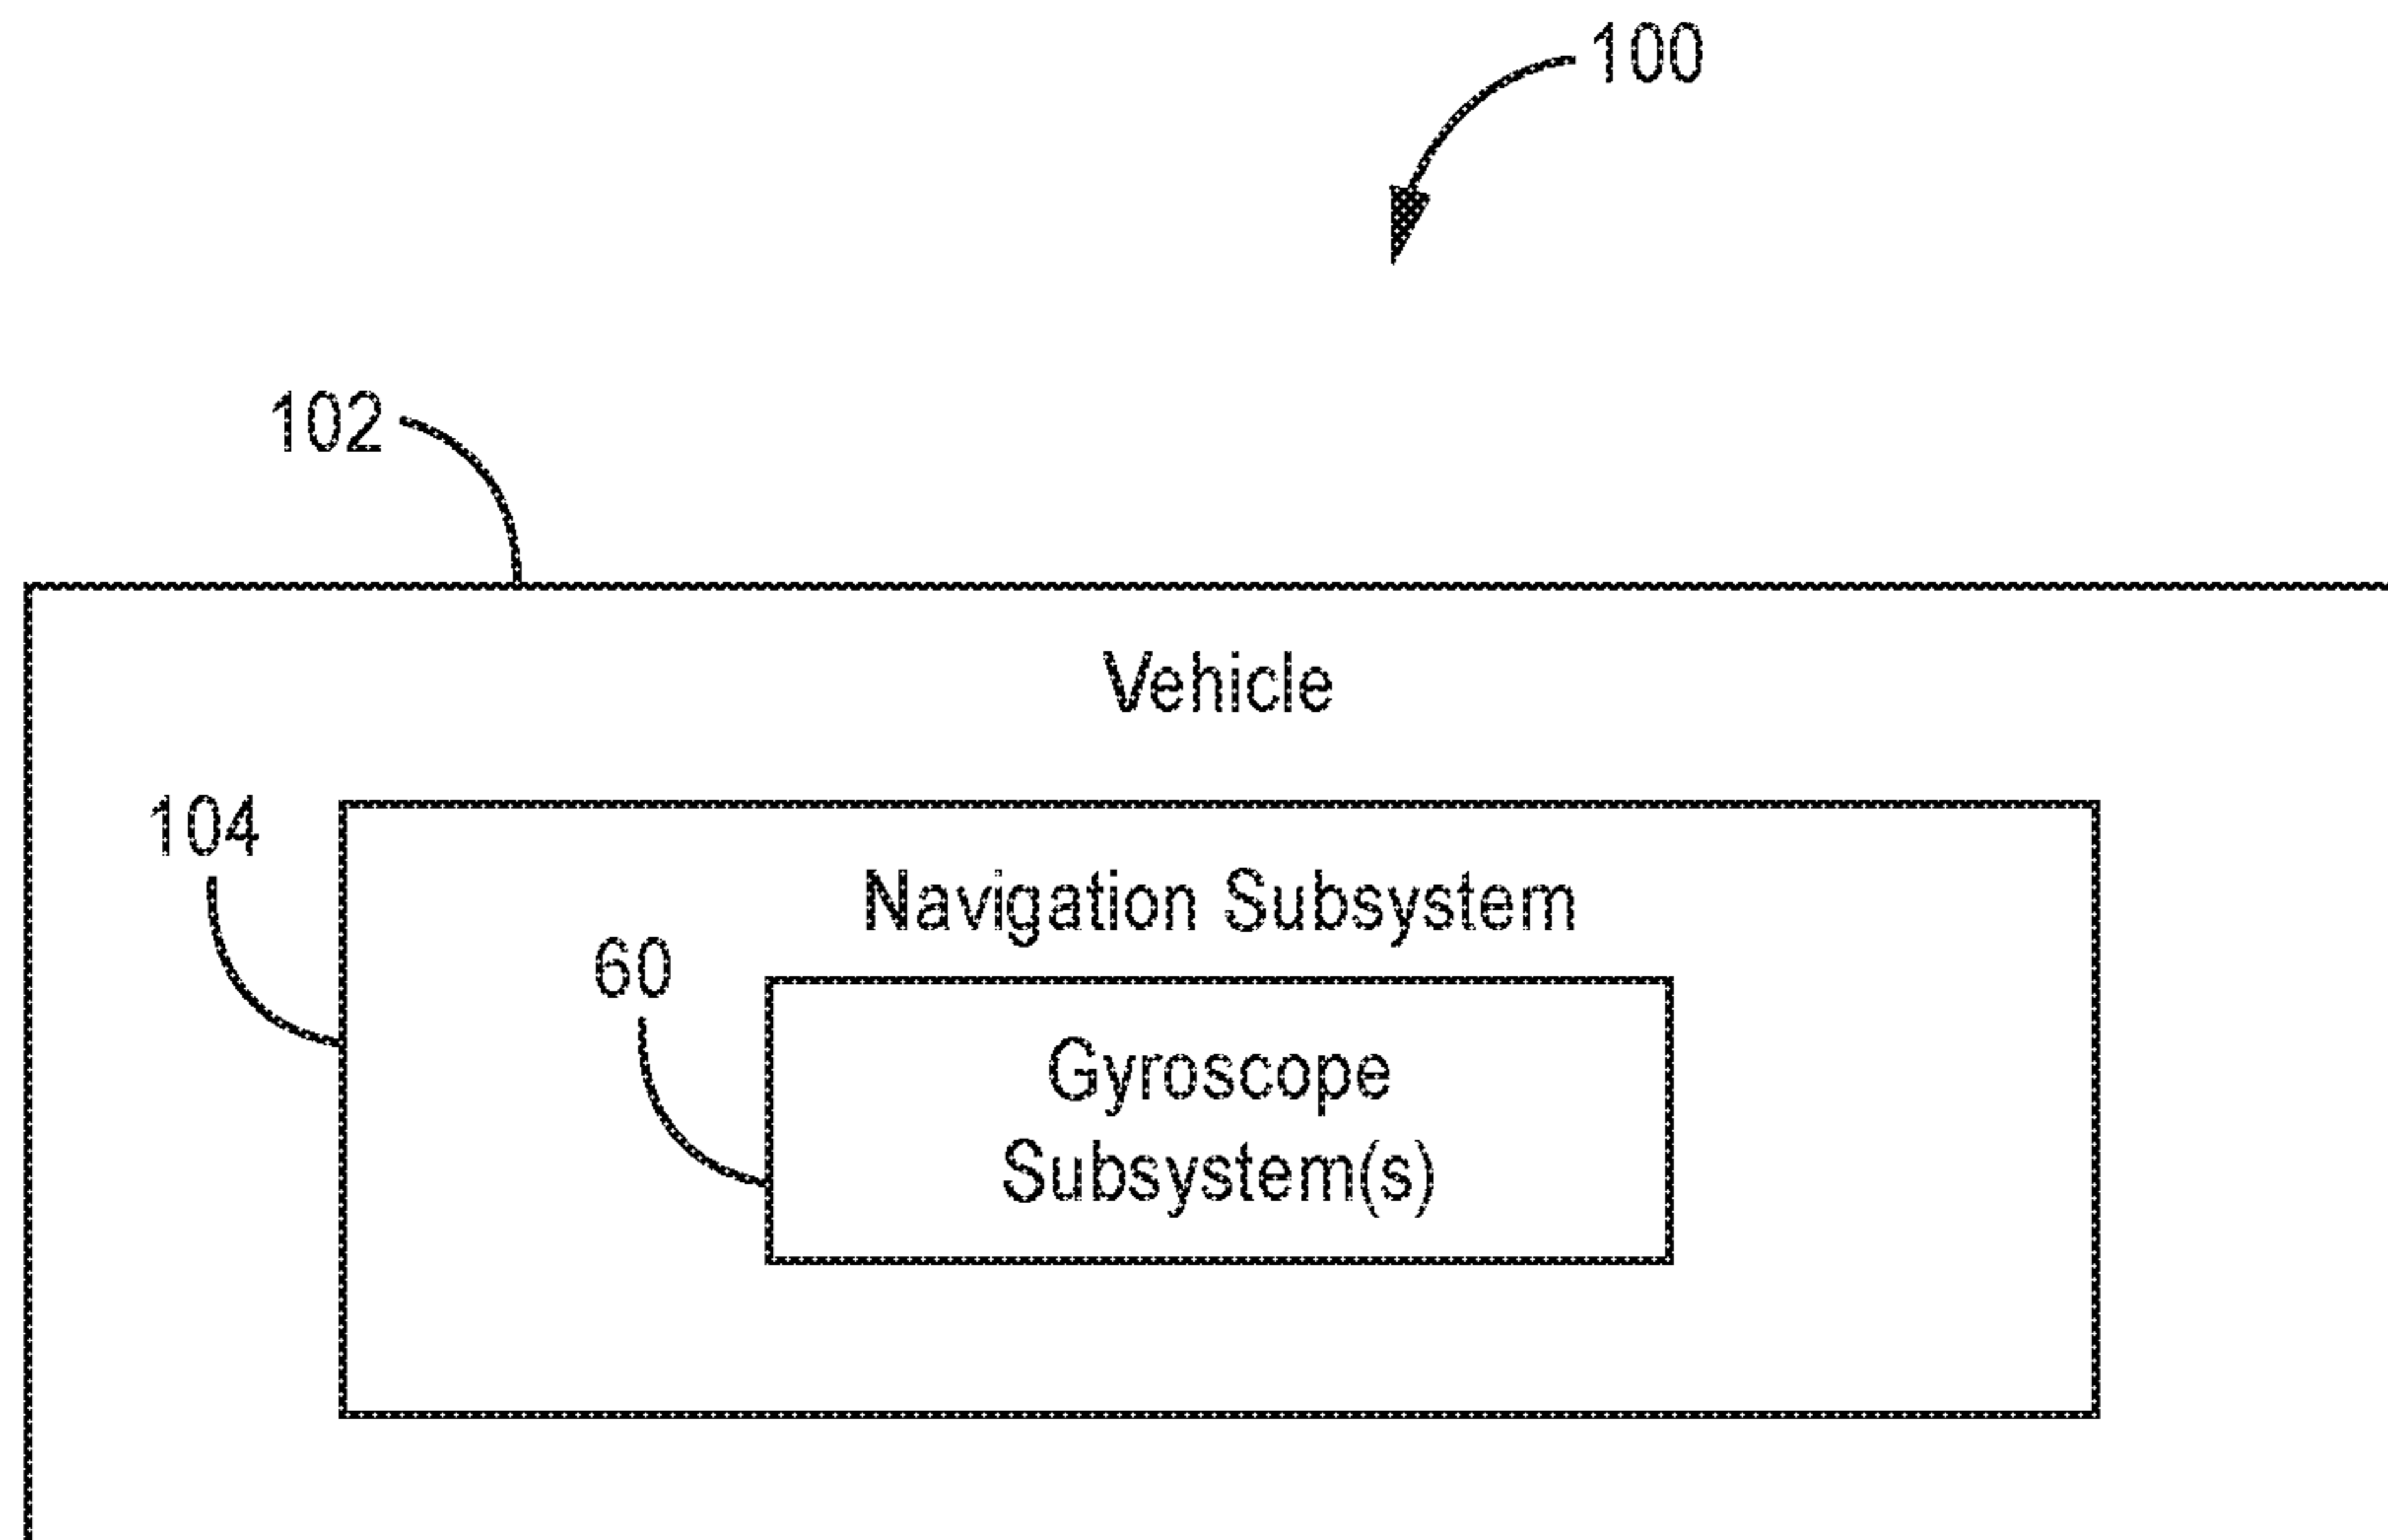 100
102
Vehicle
104
Navigation Subsystem
60
Gyroscope
Subsystem(s)